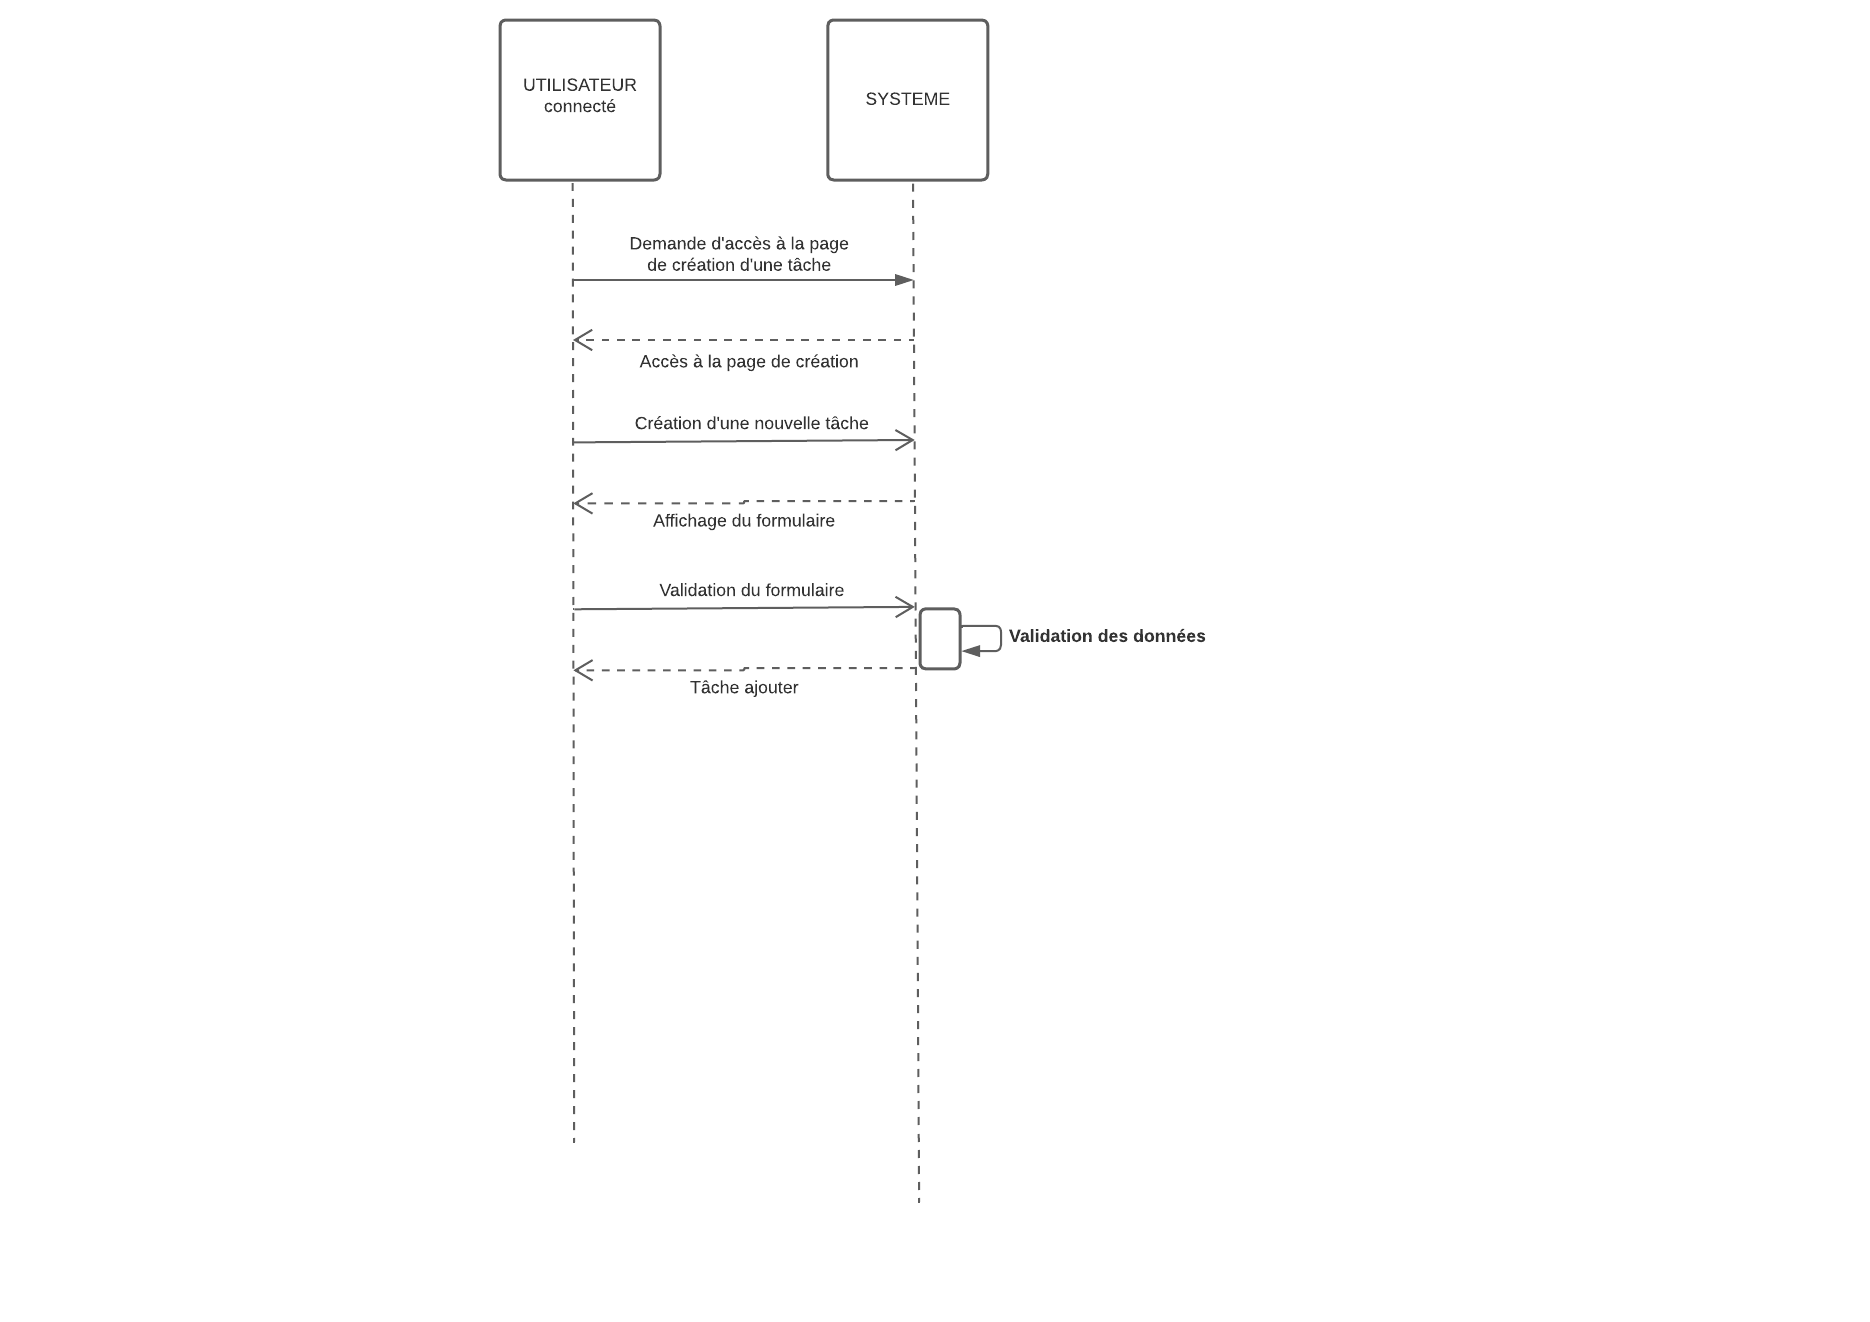 UTILISATEUR
connecté
SYSTEME
Demande d'accès à la page
de création d'une tâche
Accès à la page de création
Création d'une nouvelle tâche
Affichage du formulaire
Validation du formulaire
Validation des données
Tâche ajouter